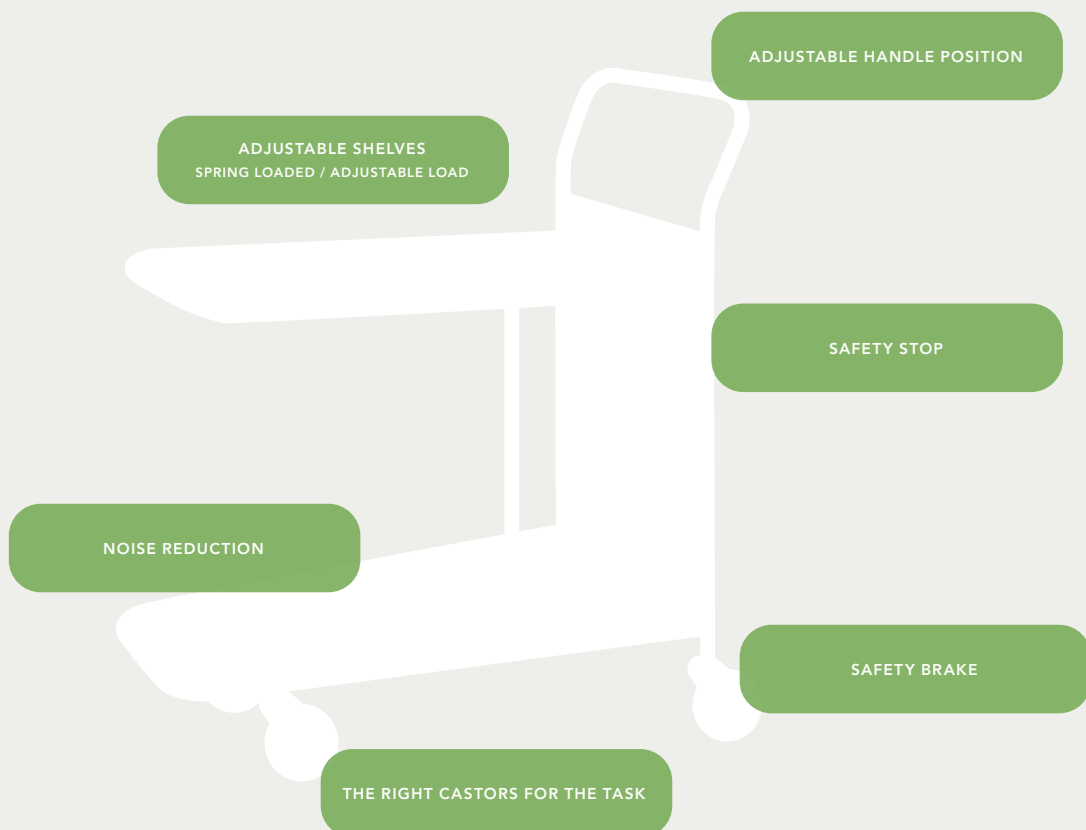 ADJUSTABLE HANDLE POSITION
ADJUSTABLE SHELVES
SPRING LOADED / ADJUSTABLE LOAD
SAFETY STOP
NOISE REDUCTION
SAFETY BRAKE
THE RIGHT CASTORS FOR THE TASK